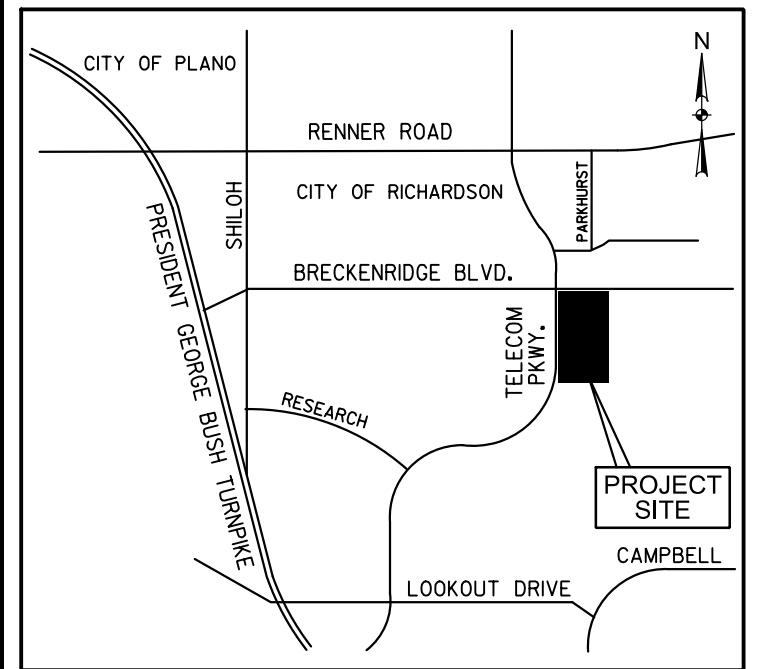 N
CITY OF PLANO
RENNER ROAD
SHILOH
CITY OF RICHARDSON
PARKHURST
PRESIDENT GEORGE BUSH TURNPIKE
BRECKENRIDGE BLVD.
TELECOM
PKWY.
RESEARCH
PROJECT
SITE
CAMPBELL
LOOKOUT DRIVE